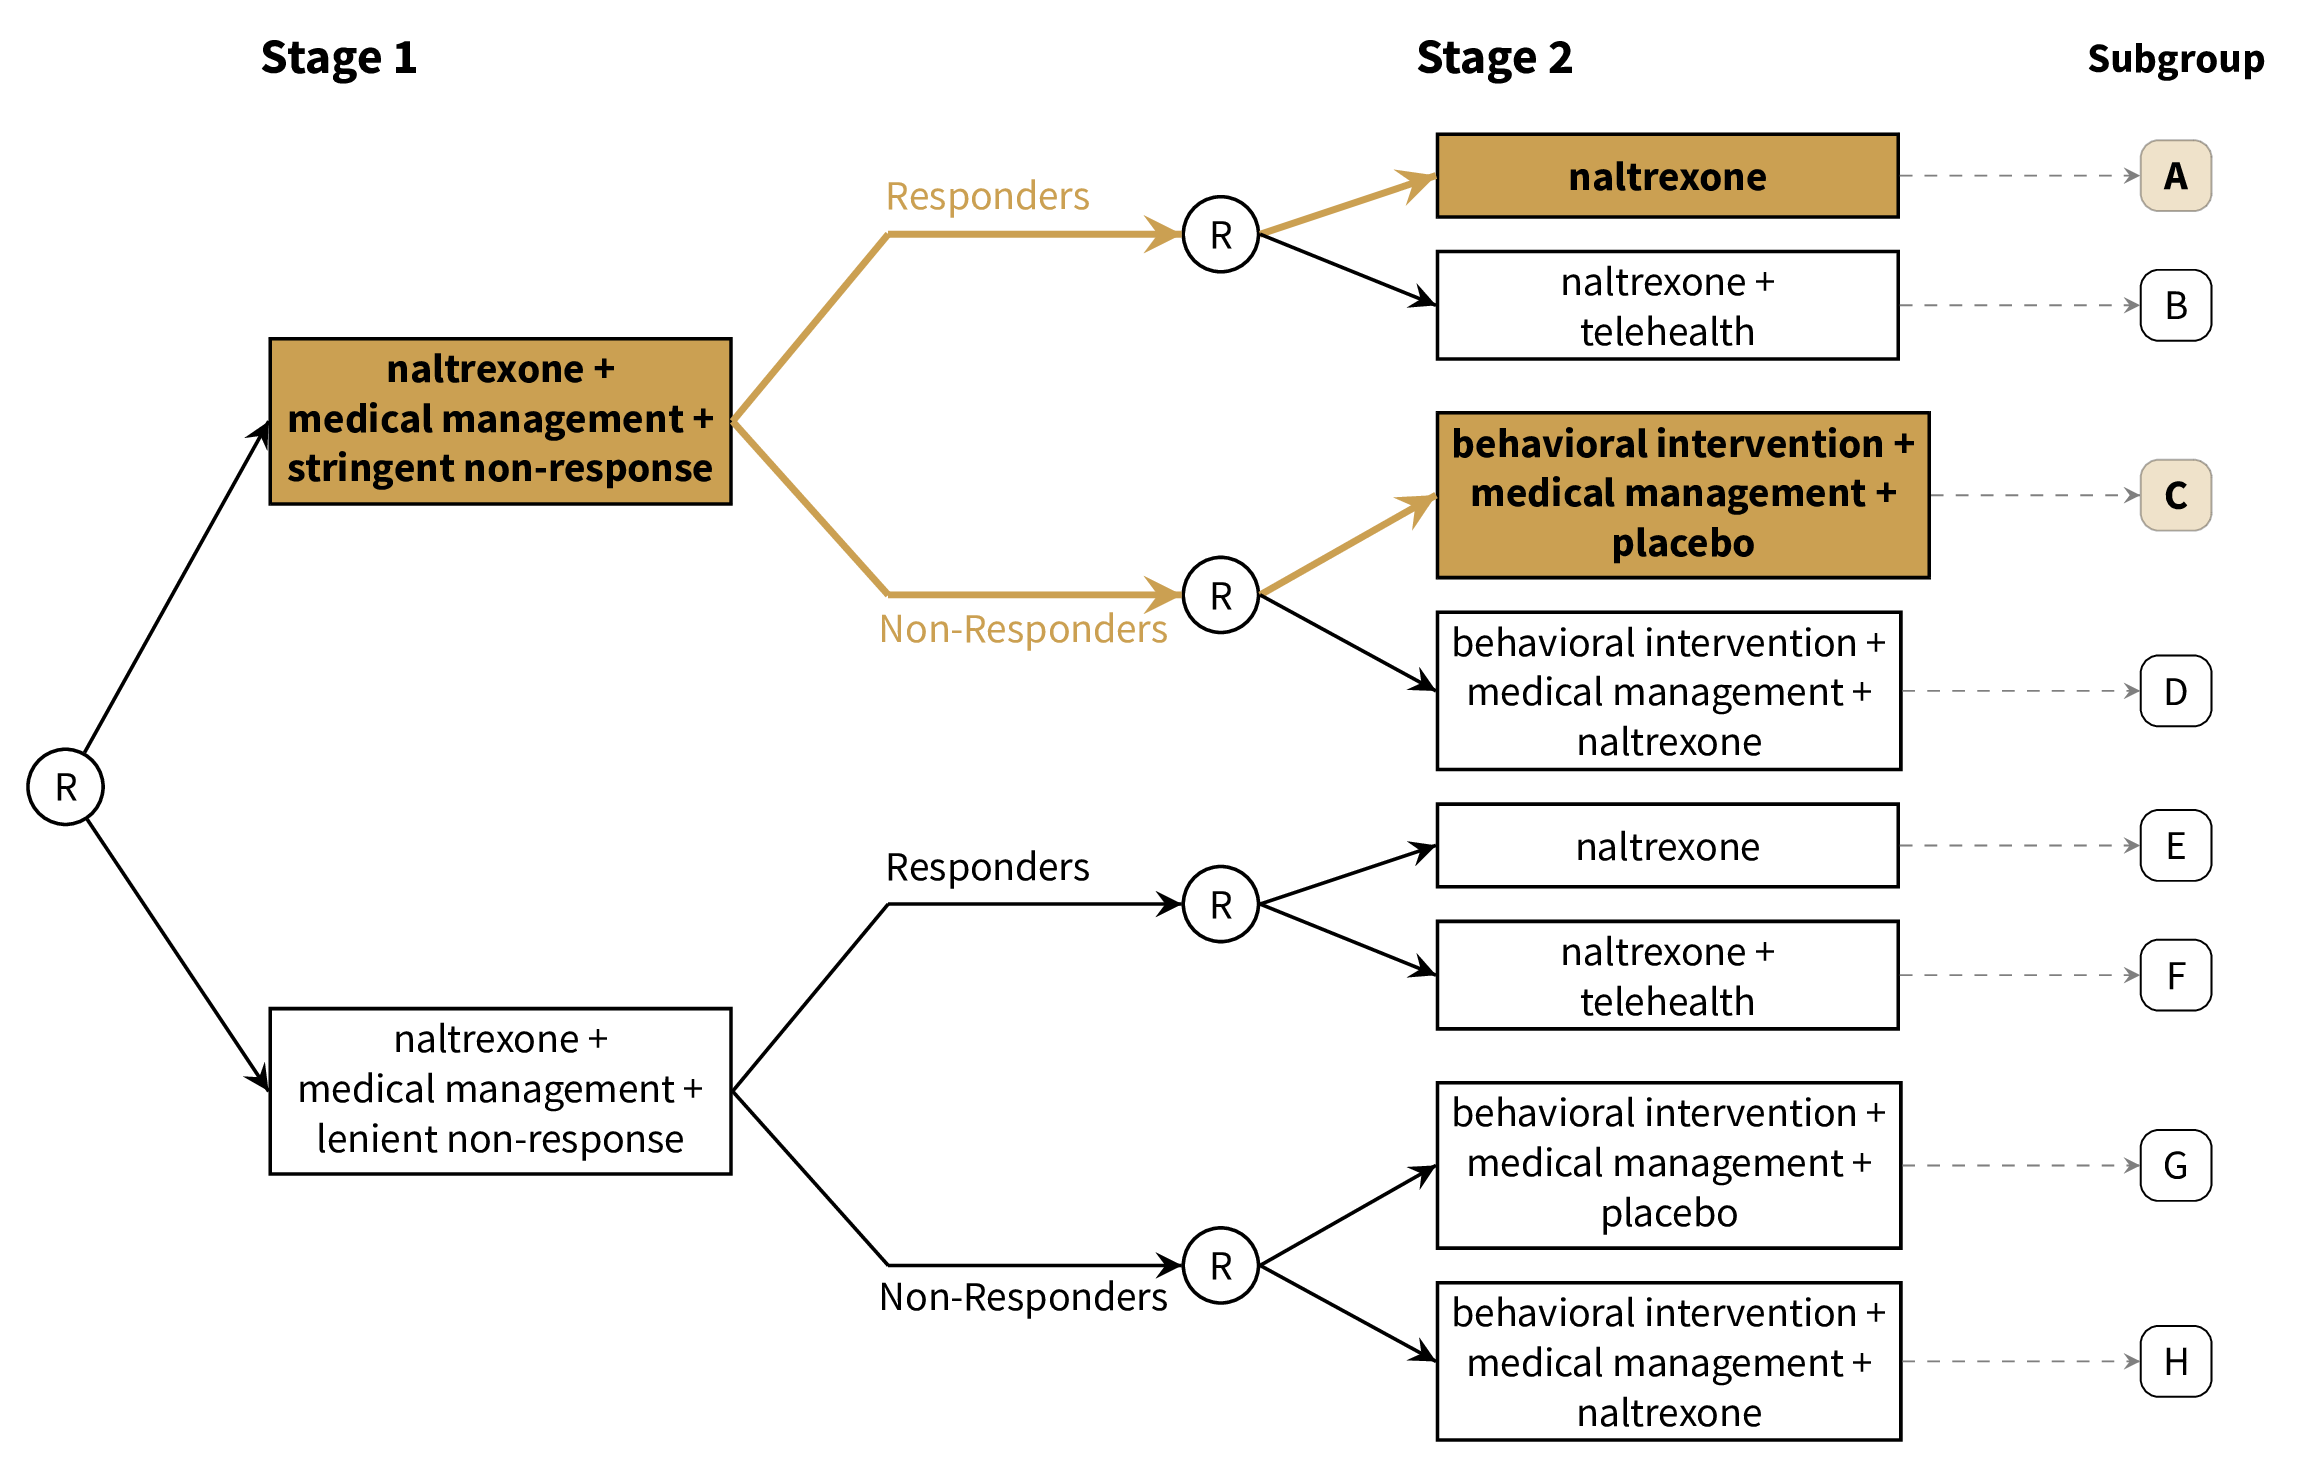 Stage 1
Stage 2
Subgroup
R
naltrexone +
medical management +
stringent non-response
Responders
R
naltrexone
A
naltrexone +
telehealth
B
Non-Responders
R
behavioral intervention +
medical management +
placebo
C
behavioral intervention +
medical management +
naltrexone
D
naltrexone +
medical management +
lenient non-response
Responders
R
naltrexone
E
naltrexone +
telehealth
F
Non-Responders
R
behavioral intervention +
medical management +
placebo
G
behavioral intervention +
medical management +
naltrexone
H